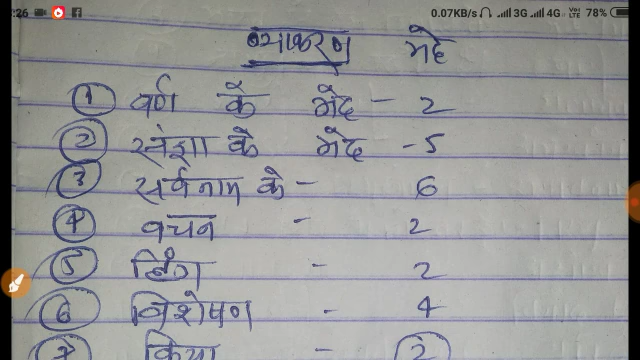 :26 0.07KB/s 3G 4G VoLTE 78%
व्याकरण भेद
1 वर्ण के भेद - 2
2 संज्ञा के भेद - 5
3 सर्वनाम के - 6
4 वचन - 2
5 लिंग - 2
6 विशेषण - 4
7 क्रिया - 2